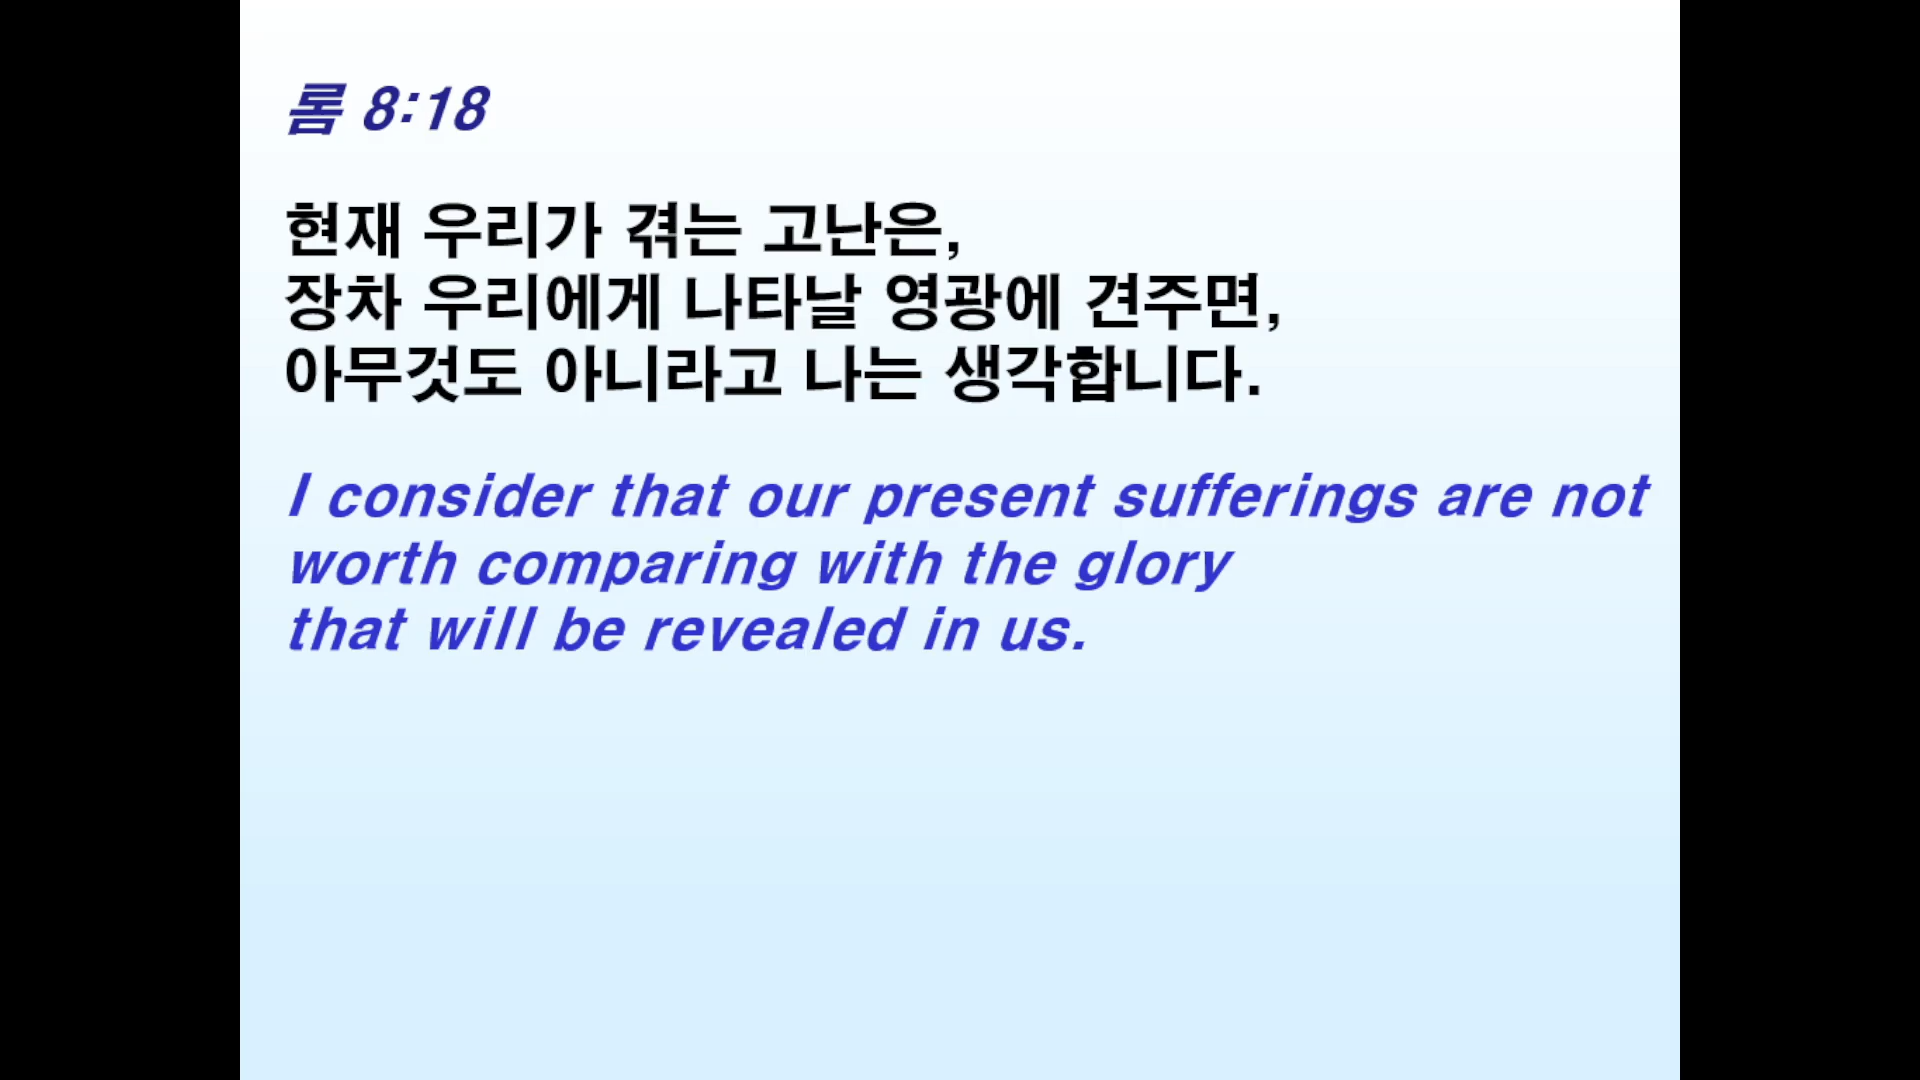 롬 8:18
현재 우리가 겪는 고난은,
장차 우리에게 나타날 영광에 견주면,
아무것도 아니라고 나는 생각합니다.
I consider that our present sufferings are not
worth comparing with the glory
that will be revealed in us.